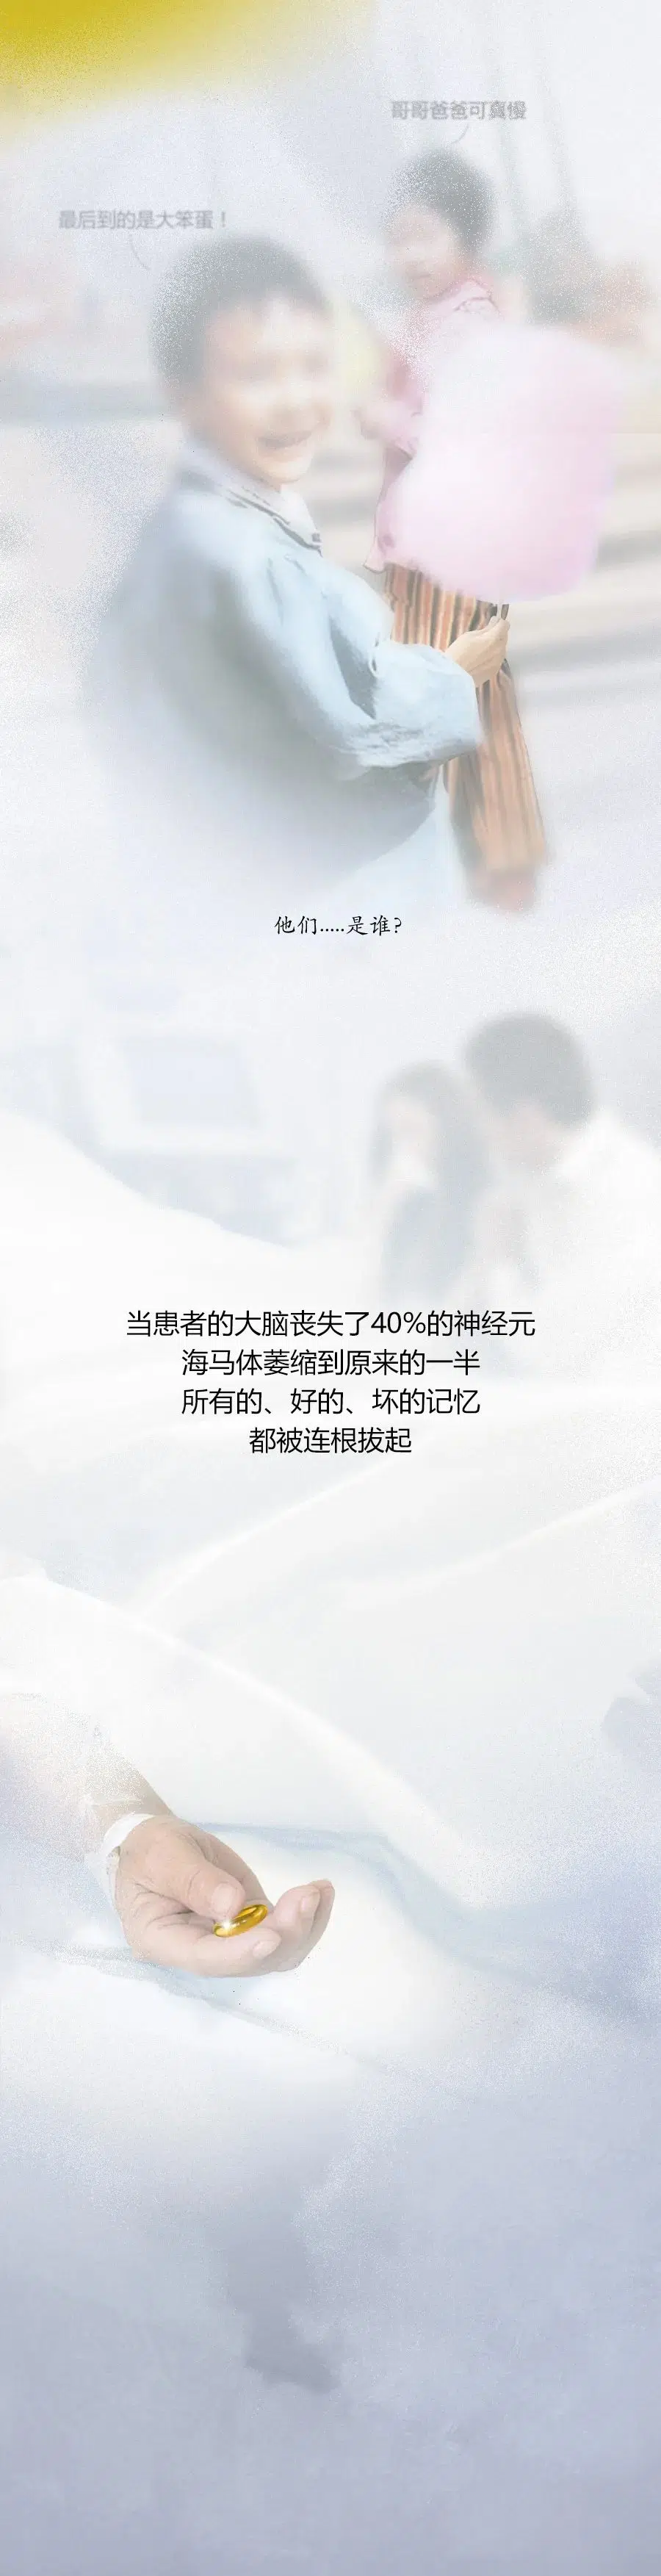 哥哥爸爸可真慢
最后到的是大笨蛋！
他们.....是谁?
当患者的大脑丧失了40%的神经元
海马体萎缩到原来的一半
所有的、好的、坏的记忆
都被连根拔起